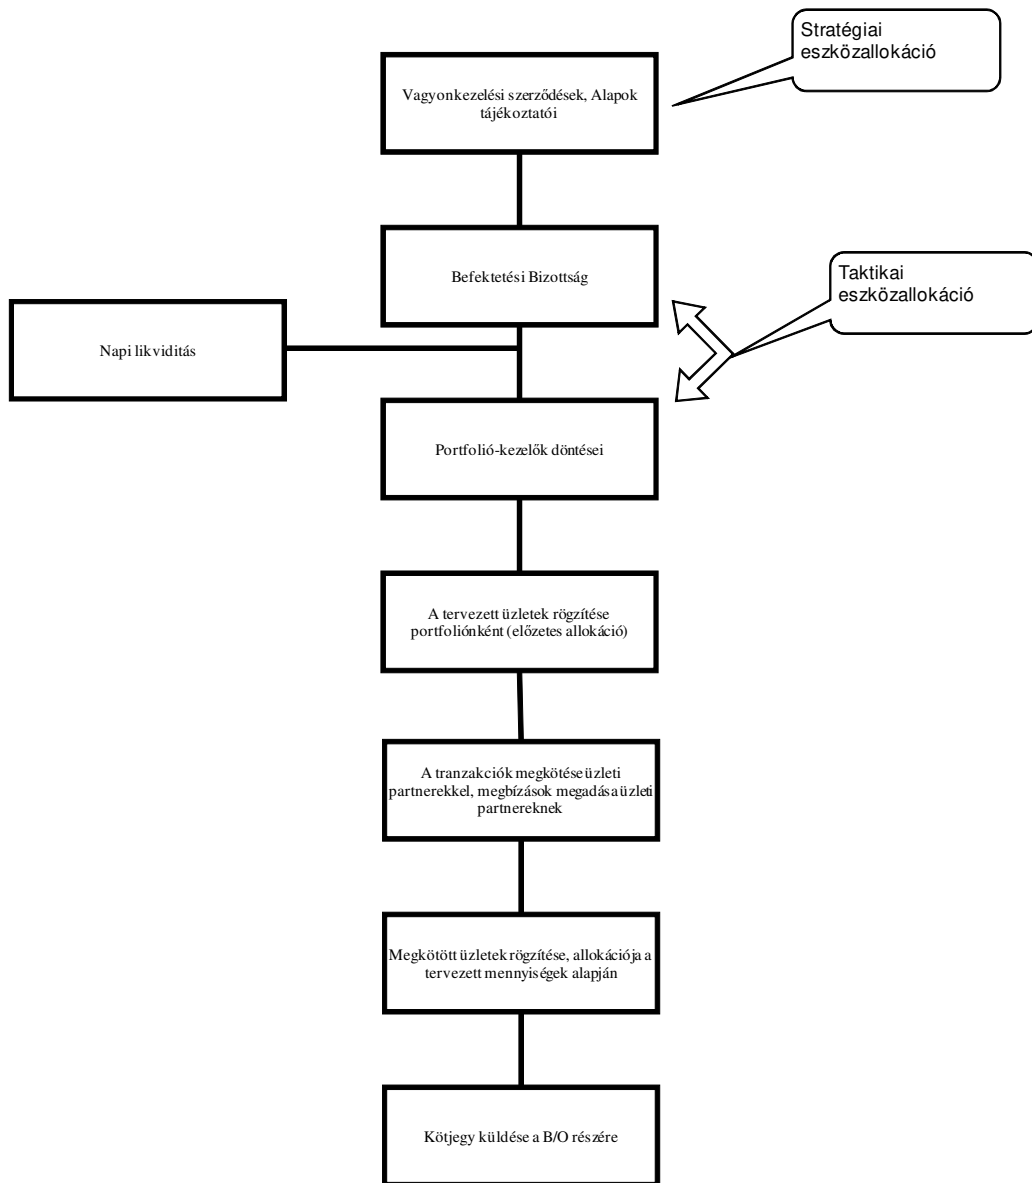 Stratégiai
eszközallokáció
Vagyonkezelési szerződések, Alapok
tájékoztatói
Befektetési Bizottság
Taktikai
eszközallokáció
Napi likviditás
Portfolió-kezelők döntései
A tervezett üzletek rögzítése
portfoliónként (előzetes allokáció)
A tranzakciók megkötése üzleti
partnerekkel, megbízások megadása üzleti
partnereknek
Megkötött üzletek rögzítése, allokációja a
tervezett mennyiségek alapján
Kötjegy küldése a B/O részére